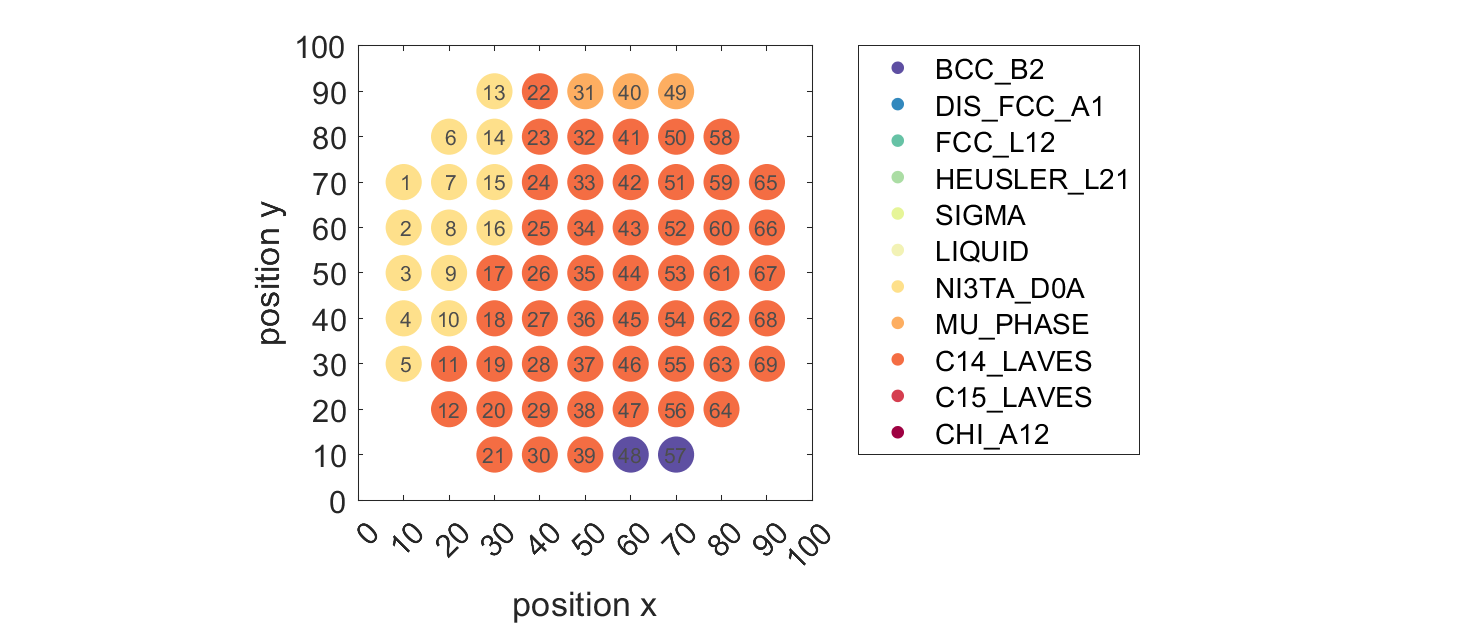 100
90 13 22 31 40 49
80 6 14 23 32 41 50 58
70 1 7 15 24 33 42 51 59 65
60 2 8 16 25 34 43 52 60 66
50 3 9 17 26 35 44 53 61 67
40 4 10 18 27 36 45 54 62 68
30 5 11 19 28 37 46 55 63 69
20 12 20 29 38 47 56 64
10 21 30 39 48 57
0
0 10 20 30 40 50 60 70 80 90 100
position x
position y
BCC_B2
DIS_FCC_A1
FCC_L12
HEUSLER_L21
SIGMA
LIQUID
NI3TA_D0A
MU_PHASE
C14_LAVES
C15_LAVES
CHI_A12